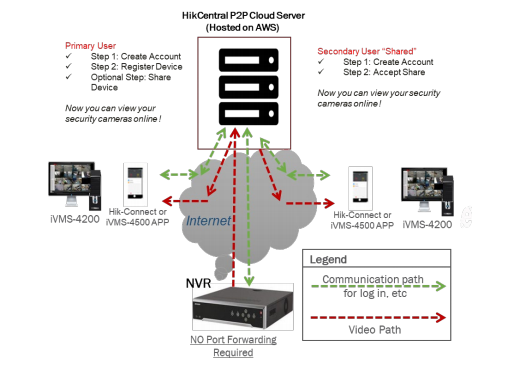 HikCentral P2P Cloud Server
(Hosted on AWS)
Primary User
✓ Step 1: Create Account
✓ Step 2: Register Device
✓ Optional Step: Share
Device
Now you can view your
security cameras online!
Secondary User "Shared"
✓ Step 1: Create Account
✓ Step 2: Accept Share
Now you can view your security
cameras online!
iVMS-4200
Hik-Connect or
iVMS-4500 APP
Internet
Hik-Connect or
iVMS-4500 APP
iVMS-4200
NVR
NO Port Forwarding
Required
Legend
Communication path
for log in, etc
Video Path